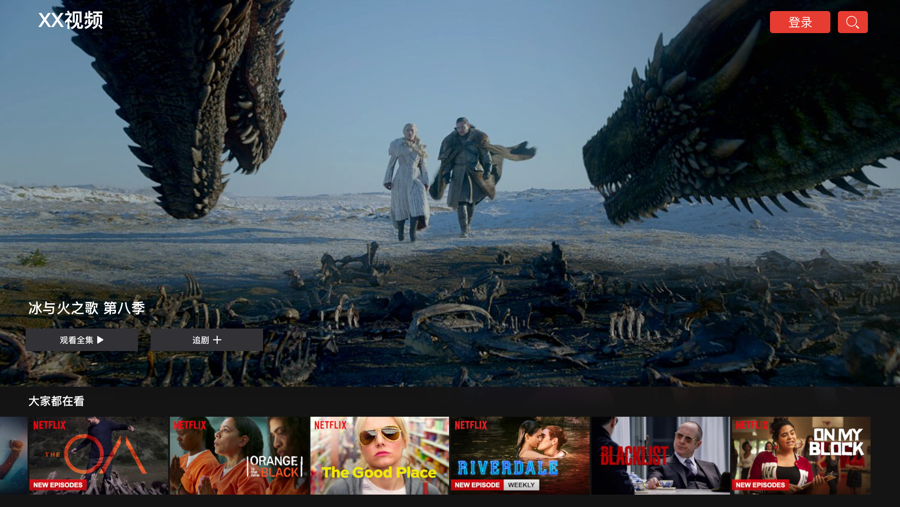 XX视频
登录
冰与火之歌 第八季
观看全集
追剧
大家都在看
NETFLIX
THE OA
NEW EPISODES
NETFLIX
ORANGE
IS THE NEW
BLACK
NETFLIX
The Good Place
RIVERDALE
NEW EPISODE WEEKLY
BLACKLIST
NETFLIX
ON MY
BLOCK
NEW EPISODES